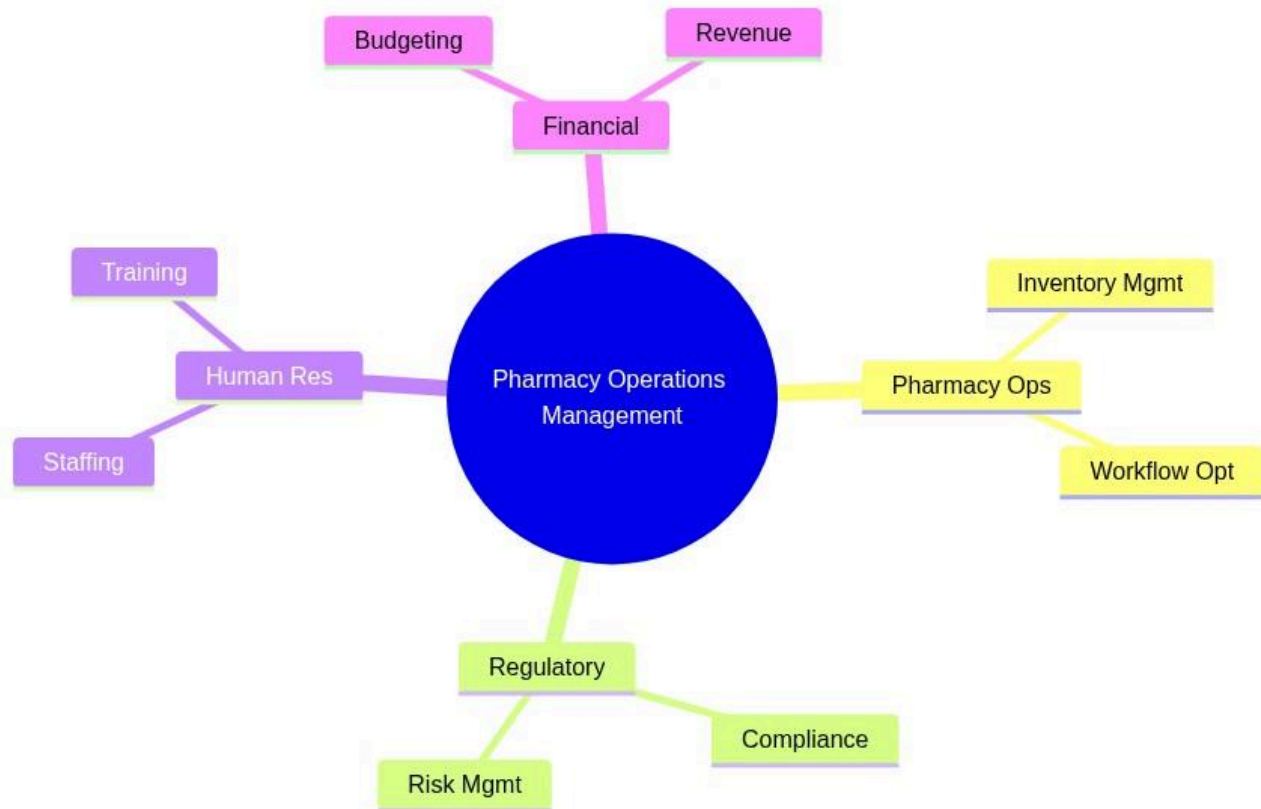 Budgeting
Revenue
Financial
Training
Human Res
Staffing
Pharmacy Operations
Management
Inventory Mgmt
Pharmacy Ops
Workflow Opt
Regulatory
Compliance
Risk Mgmt